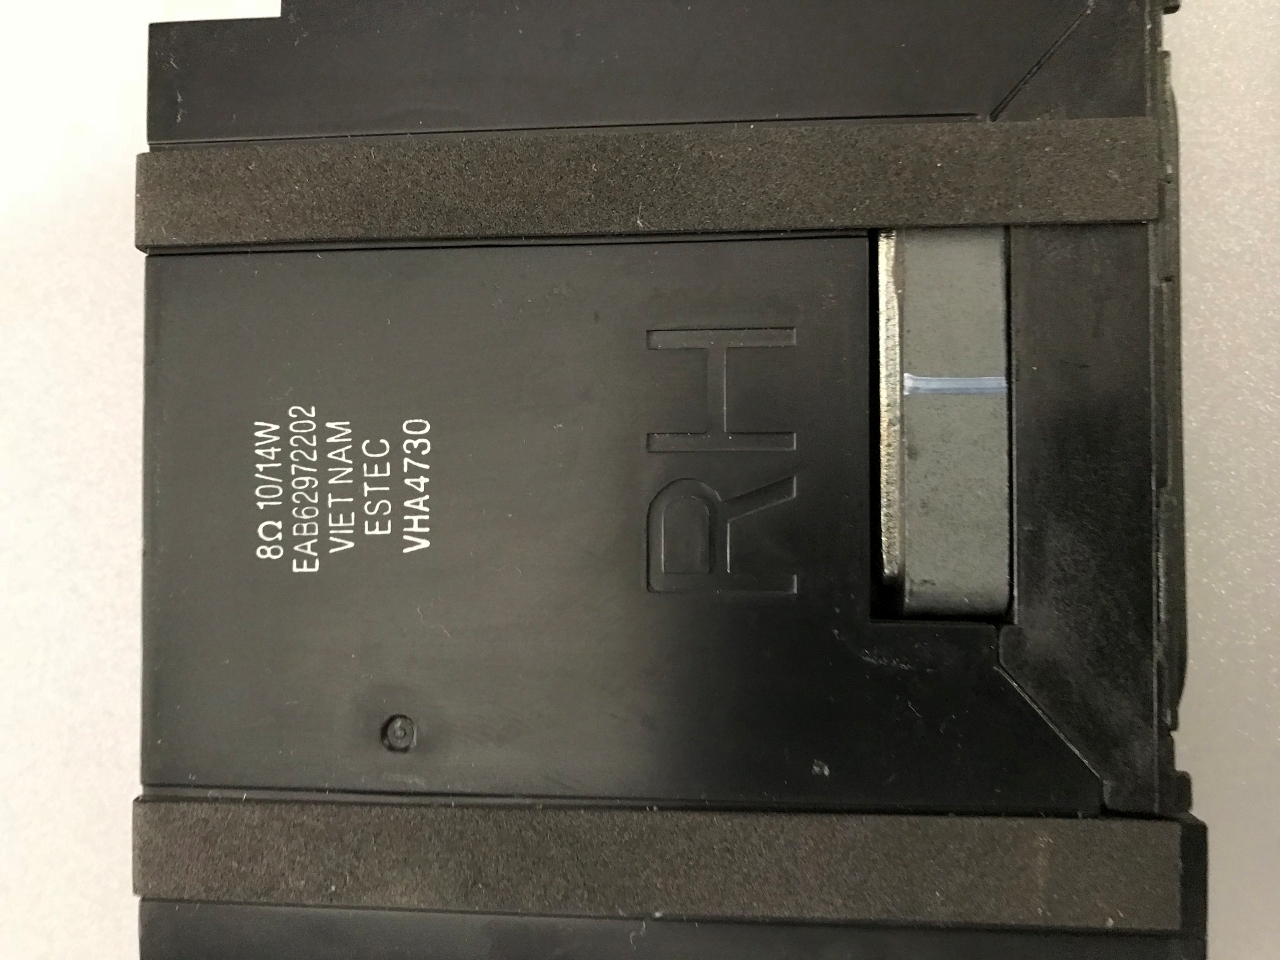 8Ω 10/14W
EAB62972202
VIET NAM
ESTEC
VHA4730
RH